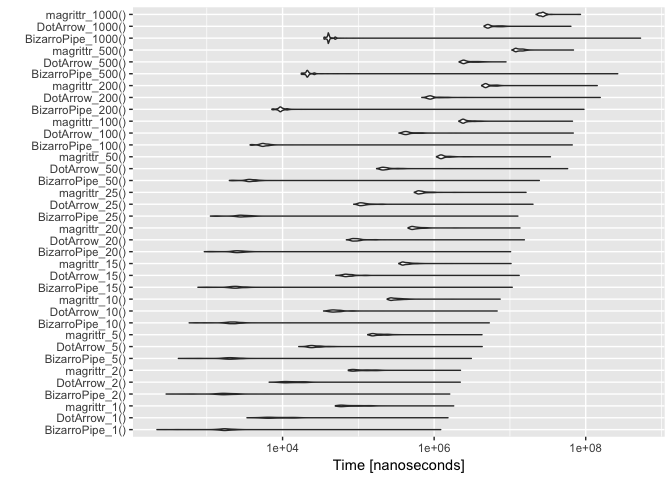 magrittr_1000()
DotArrow_1000()
BizarroPipe_1000()
magrittr_500()
DotArrow_500()
BizarroPipe_500()
magrittr_200()
DotArrow_200()
BizarroPipe_200()
magrittr_100()
DotArrow_100()
BizarroPipe_100()
magrittr_50()
DotArrow_50()
BizarroPipe_50()
magrittr_25()
DotArrow_25()
BizarroPipe_25()
magrittr_20()
DotArrow_20()
BizarroPipe_20()
magrittr_15()
DotArrow_15()
BizarroPipe_15()
magrittr_10()
DotArrow_10()
BizarroPipe_10()
magrittr_5()
DotArrow_5()
BizarroPipe_5()
magrittr_2()
DotArrow_2()
BizarroPipe_2()
magrittr_1()
DotArrow_1()
BizarroPipe_1()
1e+04 1e+06 1e+08
Time [nanoseconds]